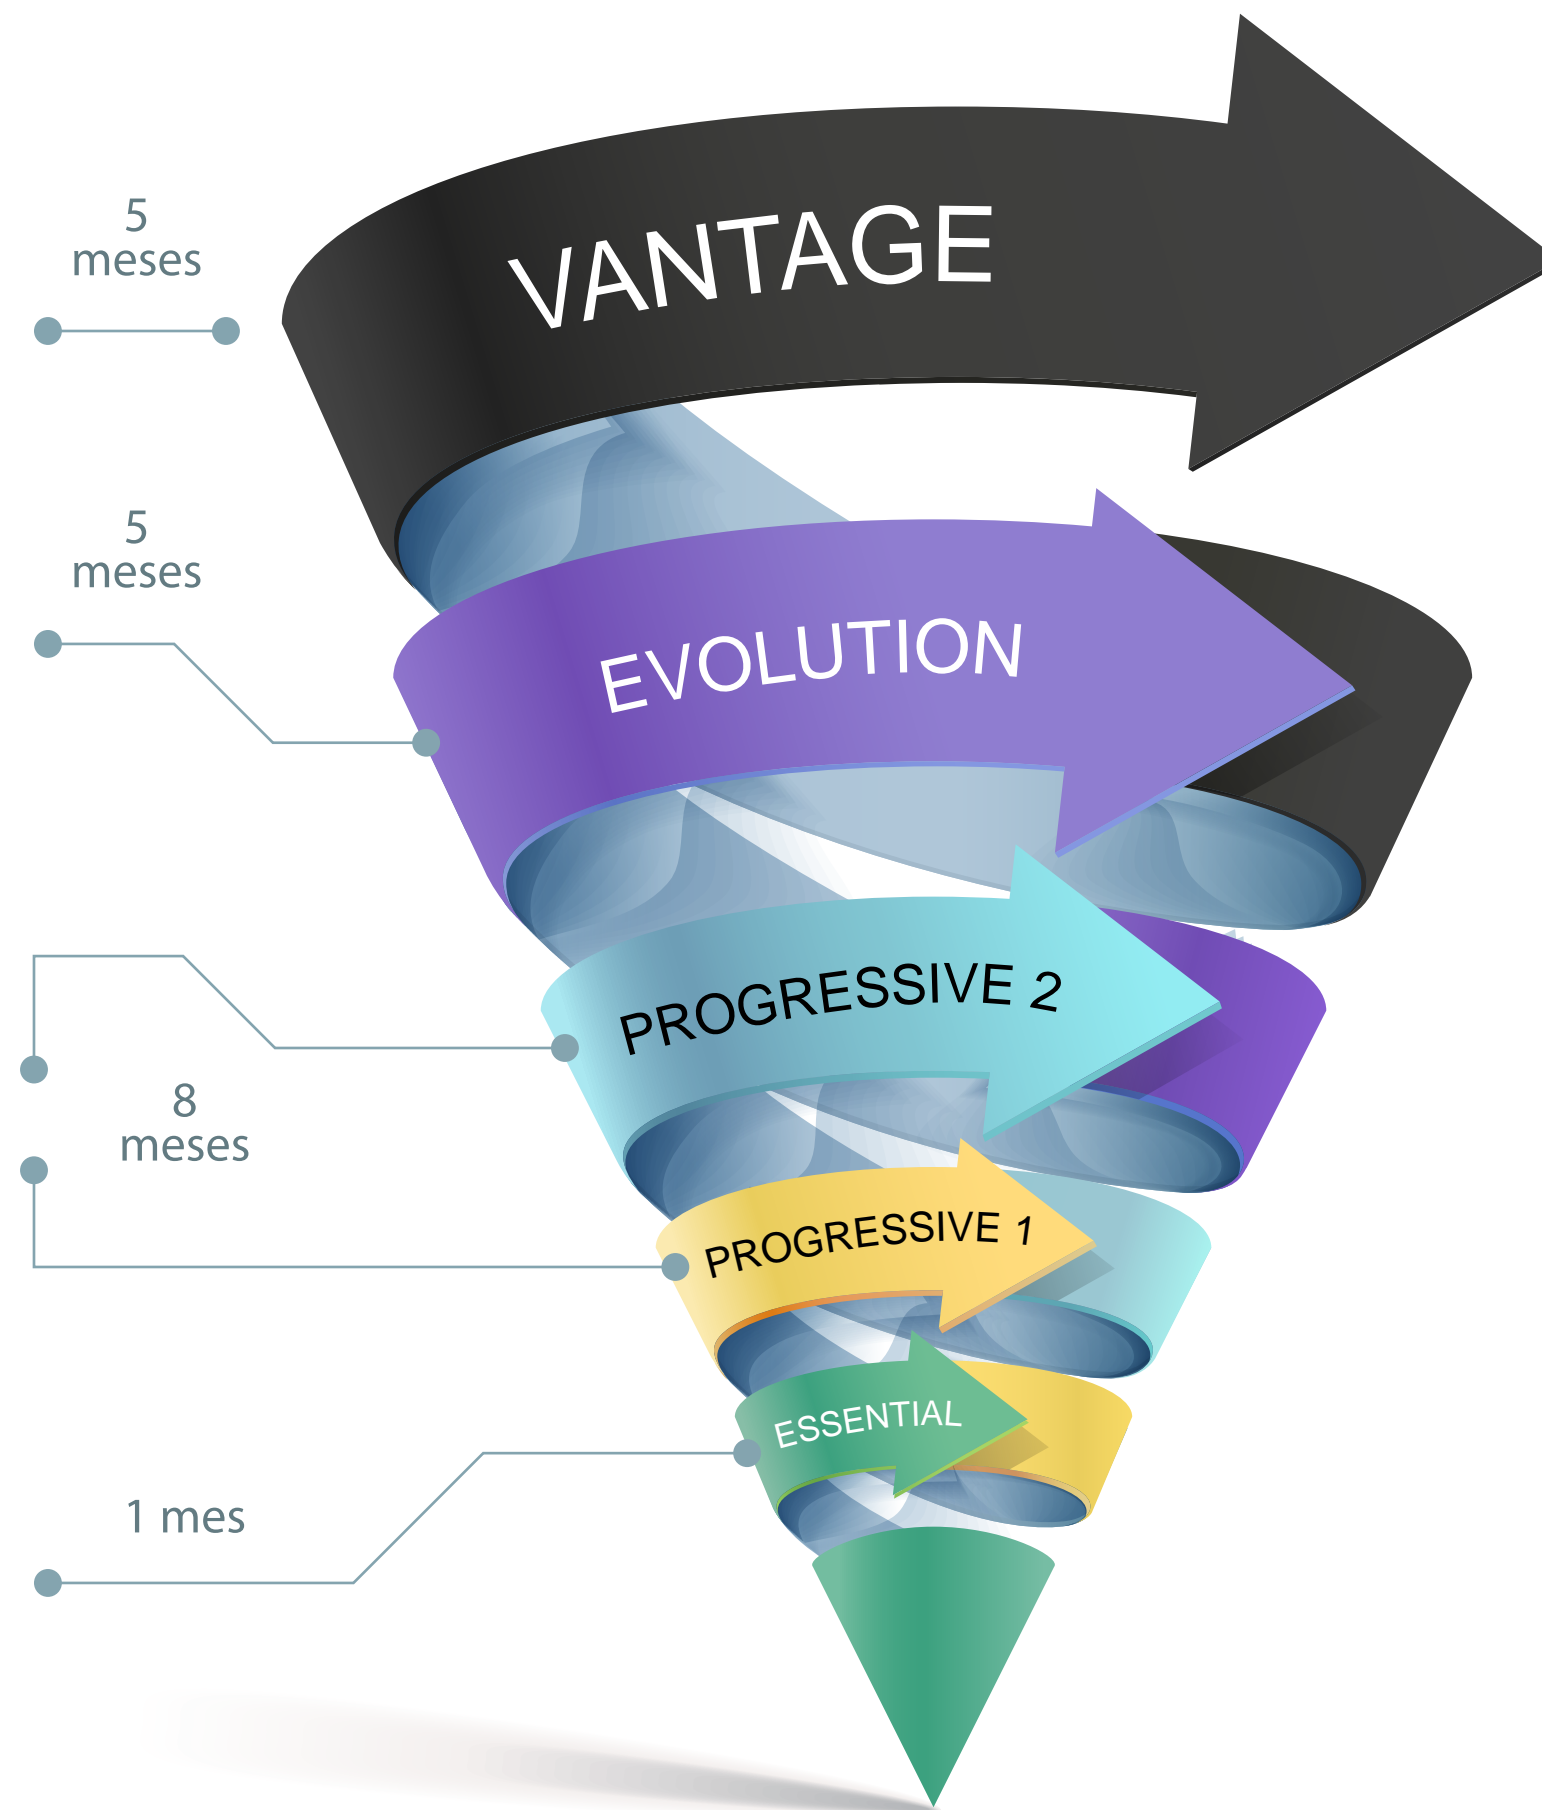 5
meses
VANTAGE
5
meses
EVOLUTION
PROGRESSIVE 2
8
meses
PROGRESSIVE 1
ESSENTIAL
1 mes